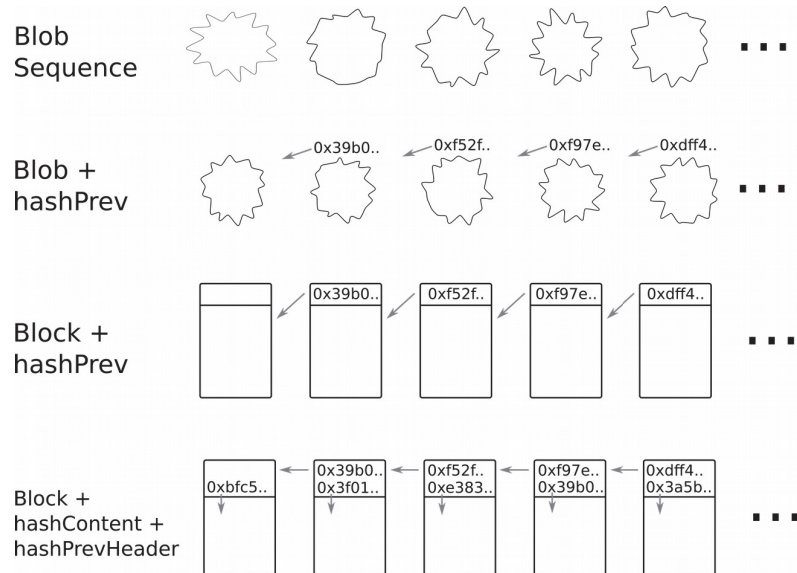 Blob
Sequence
Blob +
hashPrev
0x39b0.. 0xf52f.. 0xf97e.. 0xdff4..
Block +
hashPrev
0x39b0.. 0xf52f.. 0xf97e.. 0xdff4..
Block +
hashContent +
hashPrevHeader
0x39b0.. 0xf52f.. 0xf97e.. 0xdff4..
0xbfc5.. 0x3f01.. 0xe383.. 0x39b0.. 0x3a5b..